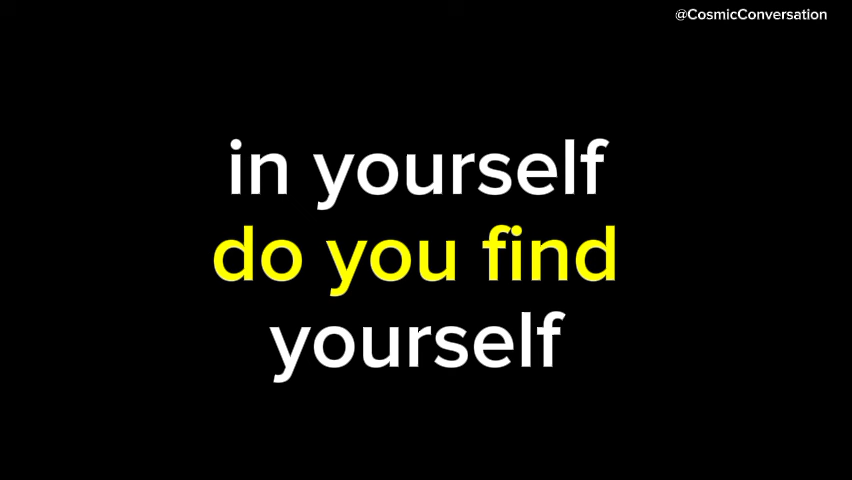 @CosmicConversation
in yourself
do you find
yourself